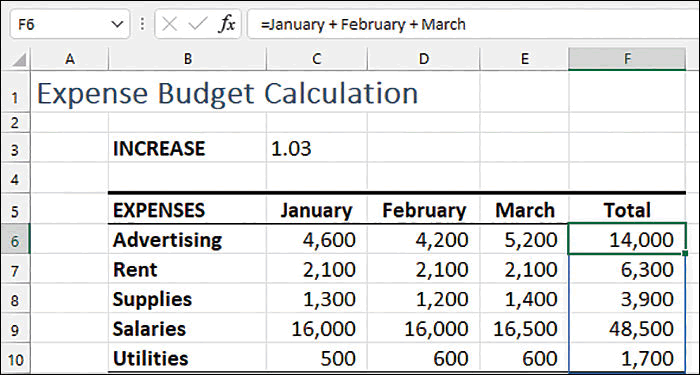 F6 fx =January + February + March
A B C D E F
1 Expense Budget Calculation
2
3 INCREASE 1.03
4
5 EXPENSES January February March Total
6 Advertising 4,600 4,200 5,200 14,000
7 Rent 2,100 2,100 2,100 6,300
8 Supplies 1,300 1,200 1,400 3,900
9 Salaries 16,000 16,000 16,500 48,500
10 Utilities 500 600 600 1,700